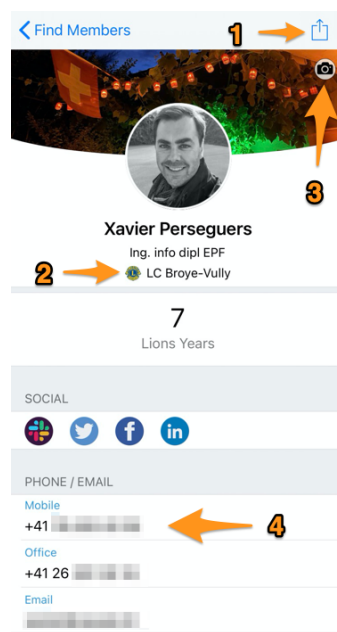 Find Members
1
3
Xavier Perseguers
Ing. info dipl EPF
2
LC Broye-Vully
7
Lions Years
SOCIAL
in
PHONE / EMAIL
Mobile
+41
4
Office
+41 26
Email